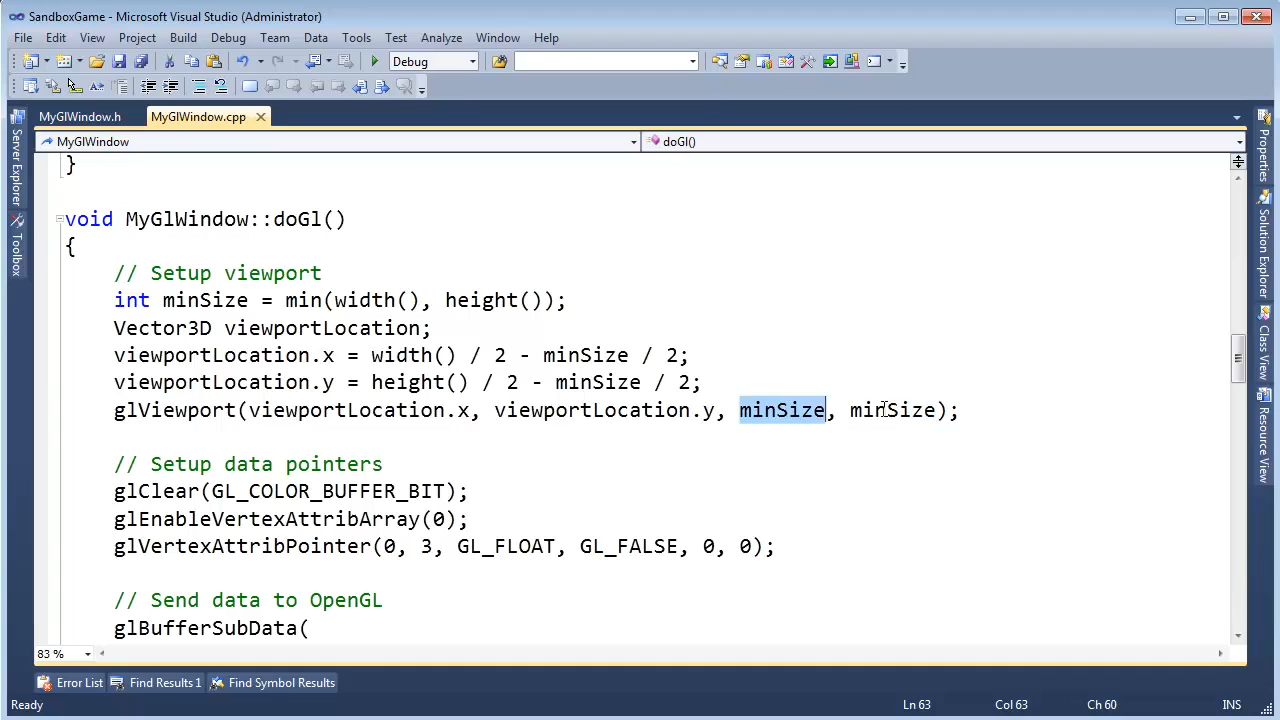 SandboxGame - Microsoft Visual Studio (Administrator)
File Edit View Project Build Debug Team Data Tools Test Analyze Window Help
Debug
MyGlWindow.h MyGlWindow.cpp
MyGlWindow doGl()
}
void MyGlWindow::doGl()
{
// Setup viewport
int minSize = min(width(), height());
Vector3D viewportLocation;
viewportLocation.x = width() / 2 - minSize / 2;
viewportLocation.y = height() / 2 - minSize / 2;
glViewport(viewportLocation.x, viewportLocation.y, minSize, minSize);
// Setup data pointers
glClear(GL_COLOR_BUFFER_BIT);
glEnableVertexAttribArray(0);
glVertexAttribPointer(0, 3, GL_FLOAT, GL_FALSE, 0, 0);
// Send data to OpenGL
glBufferSubData(
83 %
Server Explorer
Toolbox
Properties
Solution Explorer
Class View
Resource View
Error List Find Results 1 Find Symbol Results
Ready Ln 63 Col 63 Ch 60 INS